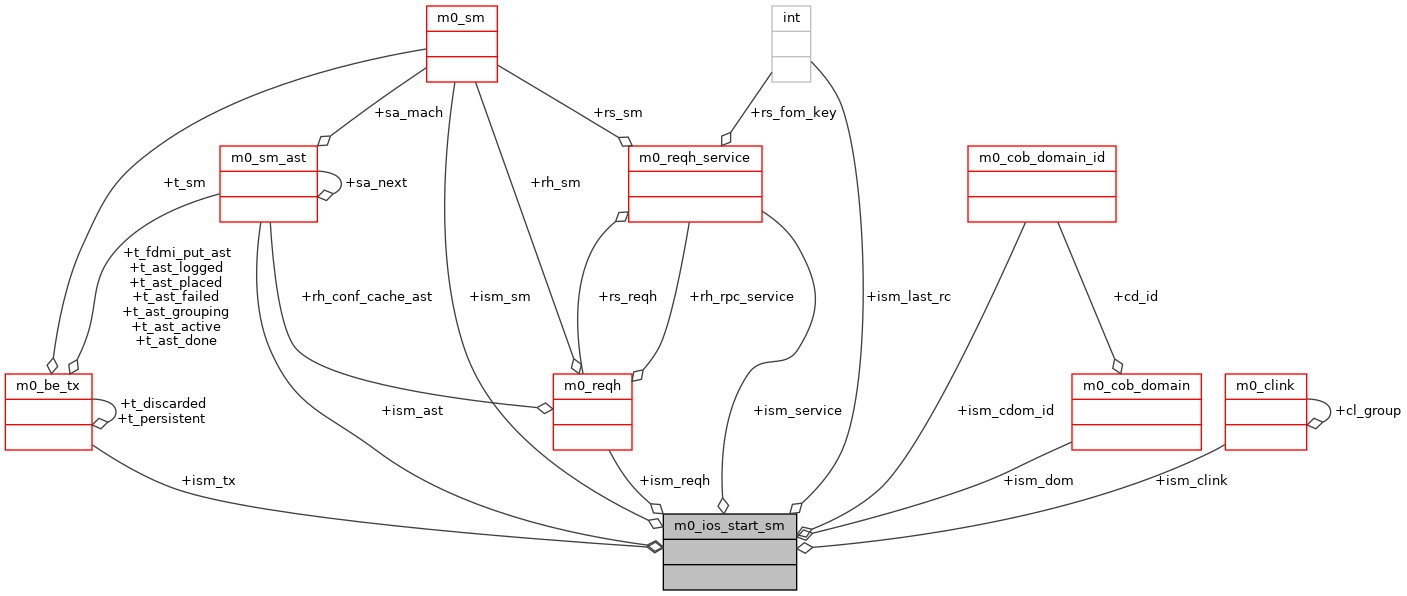 m0_sm
int
+sa_mach
+rs_sm
+rs_fom_key
m0_sm_ast
m0_reqh_service
m0_cob_domain_id
+t_sm
+sa_next
+rh_sm
+t_fdmi_put_ast
+t_ast_logged
+t_ast_placed
+t_ast_failed
+t_ast_grouping
+t_ast_active
+t_ast_done
+rh_conf_cache_ast
+ism_sm
+rs_reqh
+rh_rpc_service
+ism_last_rc
+cd_id
m0_be_tx
m0_reqh
m0_cob_domain
m0_clink
+t_discarded
+t_persistent
+ism_ast
+ism_service
+ism_cdom_id
+cl_group
+ism_tx
+ism_reqh
+ism_dom
+ism_clink
m0_ios_start_sm